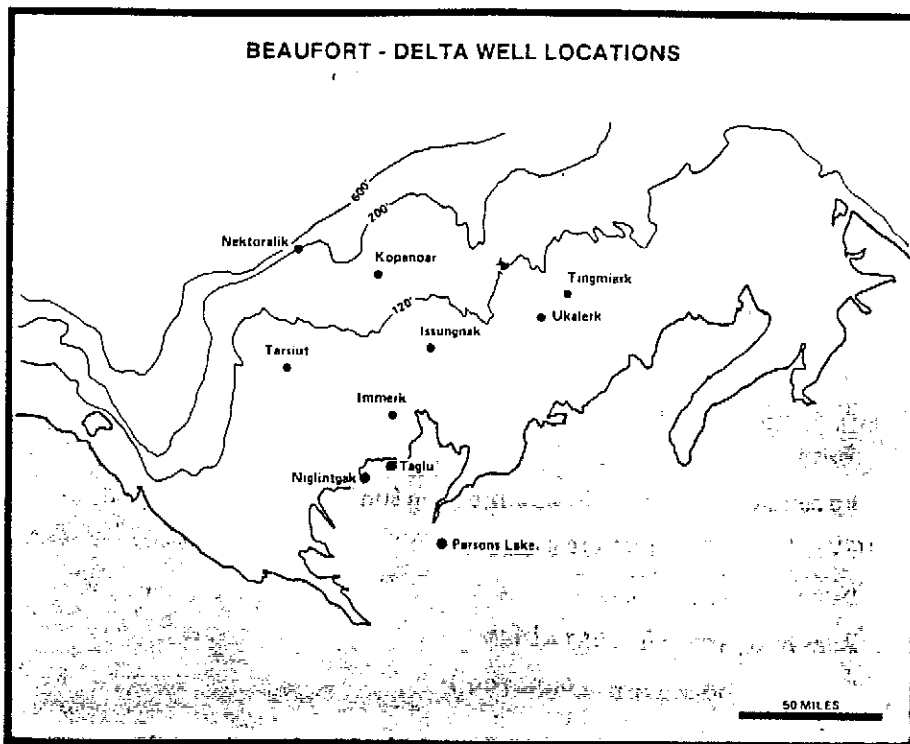 BEAUFORT - DELTA WELL LOCATIONS
600'
200'
Nektoralik
Kopanoar
Tingmiark
120'
Ukalerk
Issungnak
Tarsiut
Immerk
Taglu
Niglintgak
Parsons Lake
50 MILES